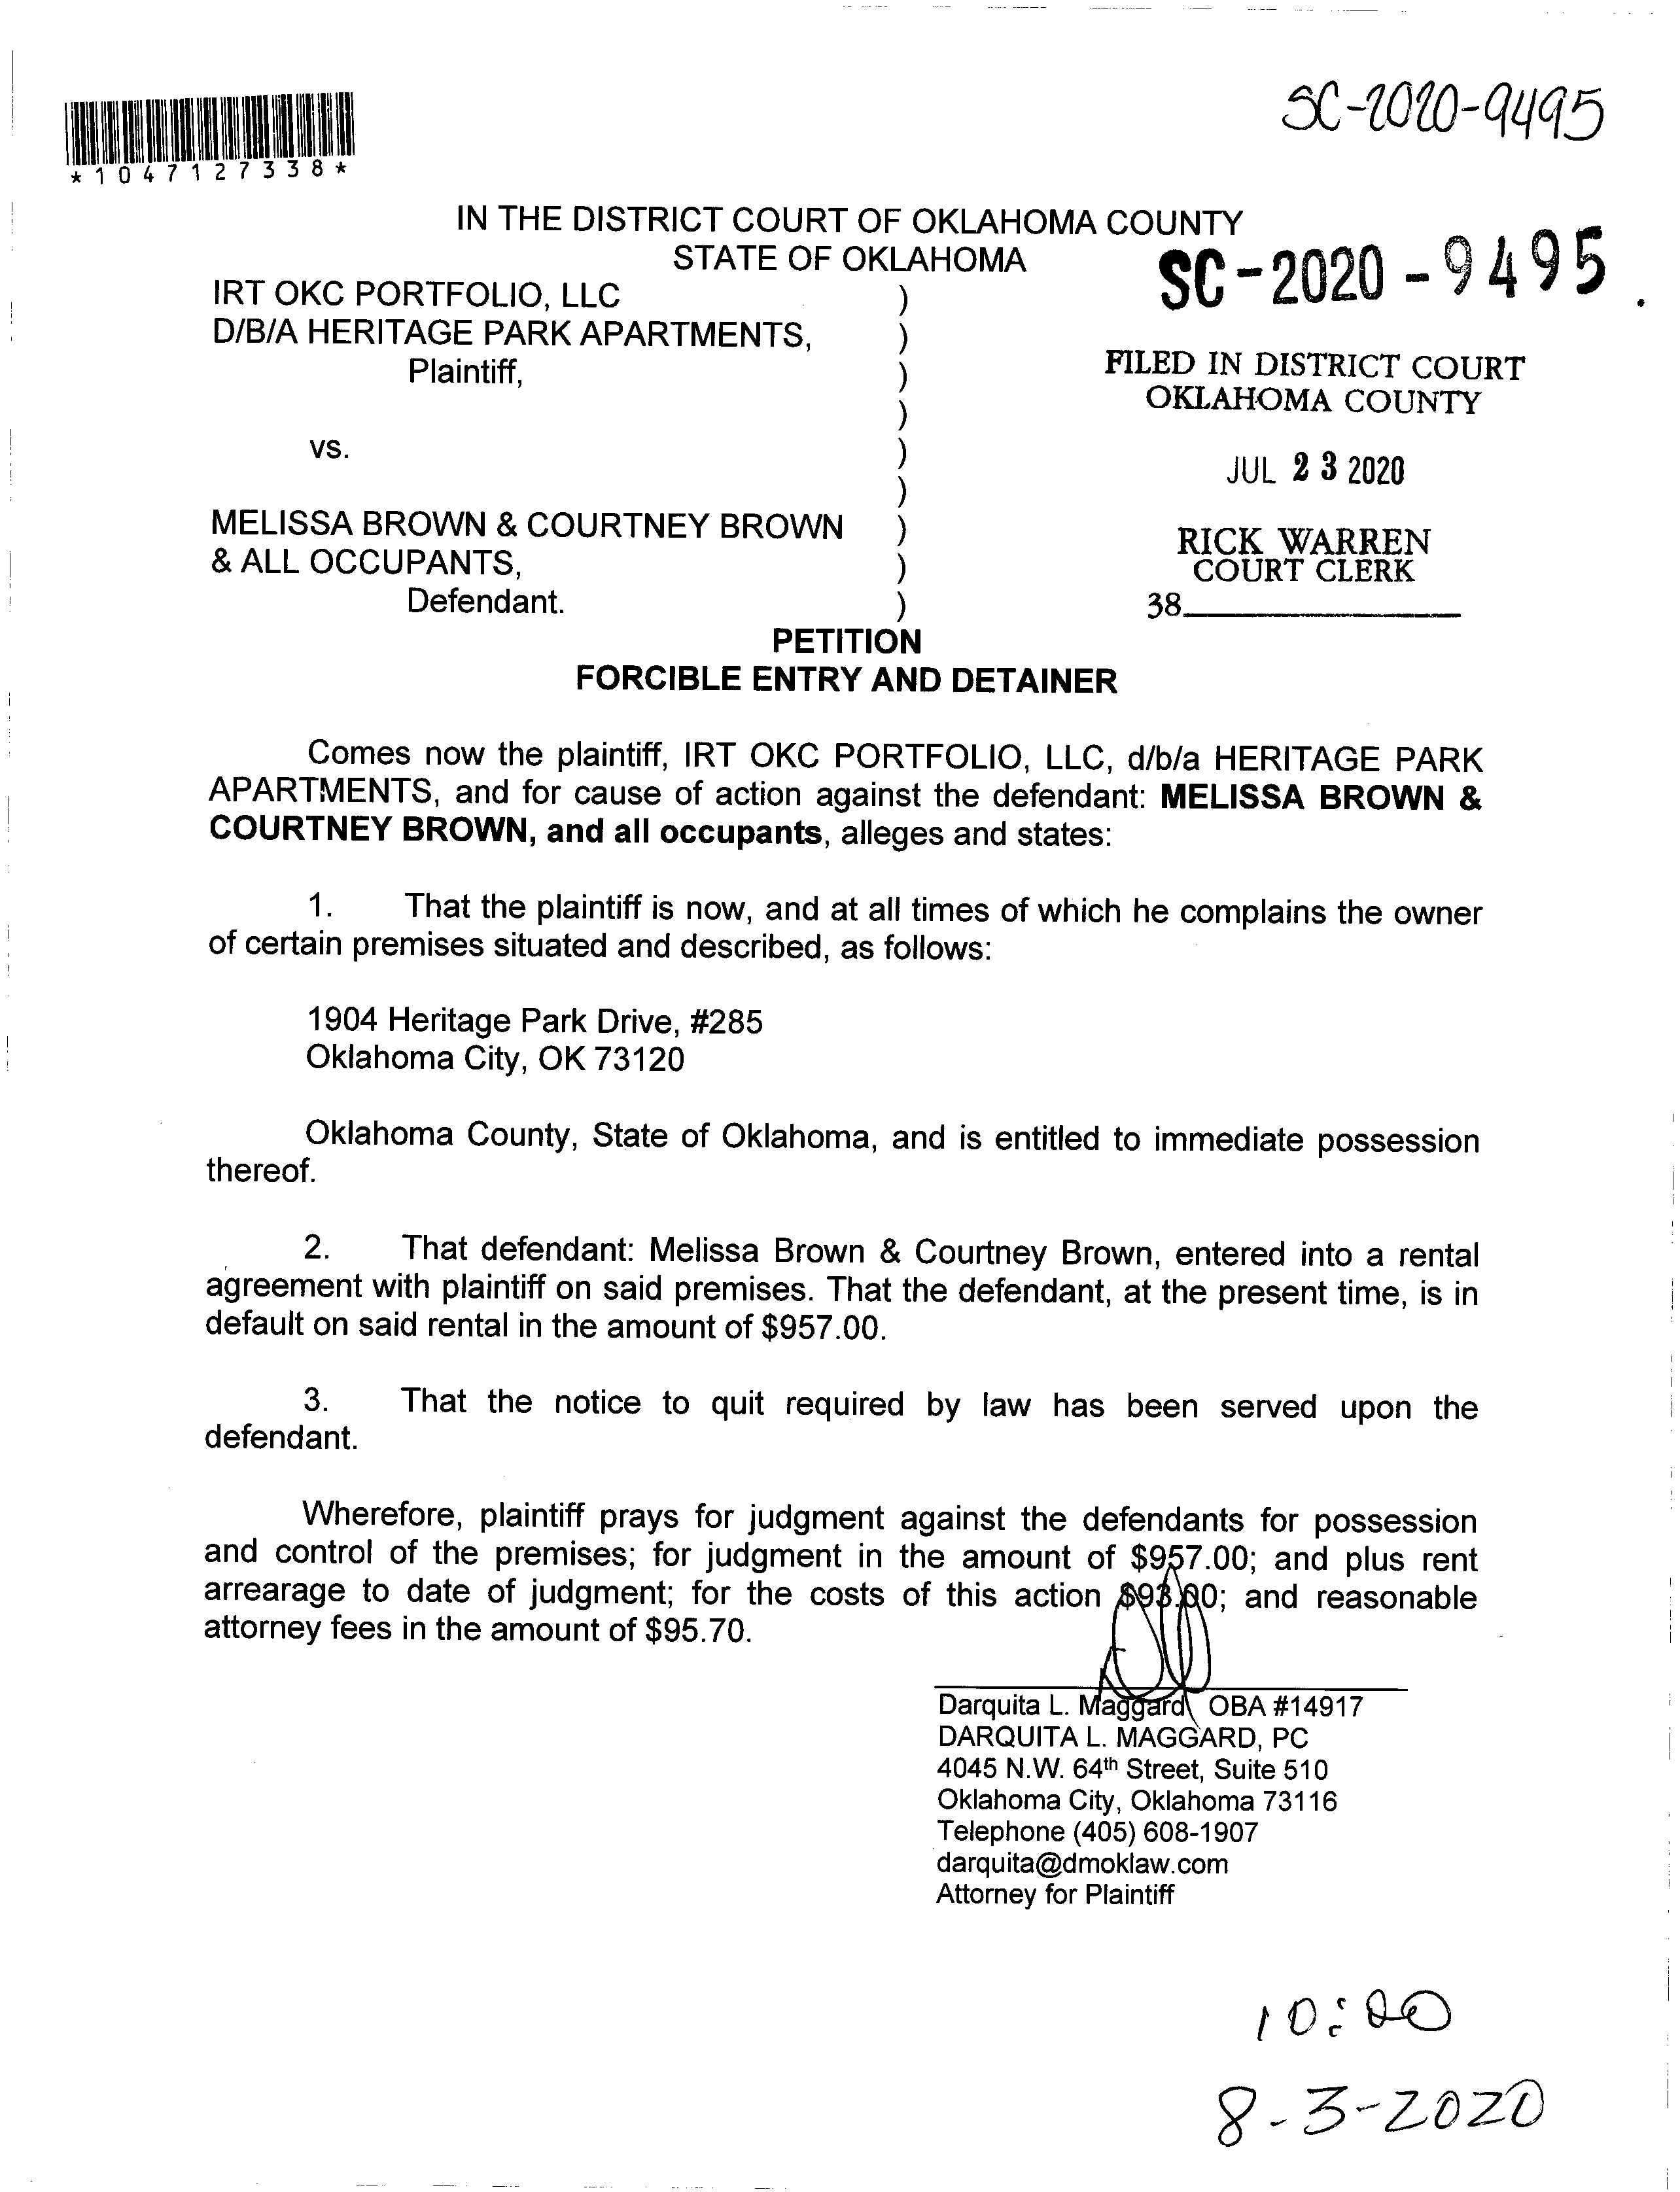 SC-2020-9495
*1047127338*
IN THE DISTRICT COURT OF OKLAHOMA COUNTY
STATE OF OKLAHOMA
SC-2020-9495
IRT OKC PORTFOLIO, LLC )
D/B/A HERITAGE PARK APARTMENTS, )
Plaintiff, )
)
vs. )
)
MELISSA BROWN & COURTNEY BROWN )
& ALL OCCUPANTS, )
Defendant. )
FILED IN DISTRICT COURT
OKLAHOMA COUNTY
JUL 23 2020
RICK WARREN
COURT CLERK
38
PETITION
FORCIBLE ENTRY AND DETAINER
Comes now the plaintiff, IRT OKC PORTFOLIO, LLC, d/b/a HERITAGE PARK
APARTMENTS, and for cause of action against the defendant: MELISSA BROWN &
COURTNEY BROWN, and all occupants, alleges and states:
1. That the plaintiff is now, and at all times of which he complains the owner
of certain premises situated and described, as follows:
1904 Heritage Park Drive, #285
Oklahoma City, OK 73120
Oklahoma County, State of Oklahoma, and is entitled to immediate possession
thereof.
2. That defendant: Melissa Brown & Courtney Brown, entered into a rental
agreement with plaintiff on said premises. That the defendant, at the present time, is in
default on said rental in the amount of $957.00.
3. That the notice to quit required by law has been served upon the
defendant.
Wherefore, plaintiff prays for judgment against the defendants for possession
and control of the premises; for judgment in the amount of $957.00; and plus rent
arrearage to date of judgment; for the costs of this action $93.00; and reasonable
attorney fees in the amount of $95.70.
Darquita L. Maggard OBA #14917
DARQUITA L. MAGGARD, PC
4045 N.W. 64th Street, Suite 510
Oklahoma City, Oklahoma 73116
Telephone (405) 608-1907
darquita@dmoklaw.com
Attorney for Plaintiff
10:00
8-3-2020